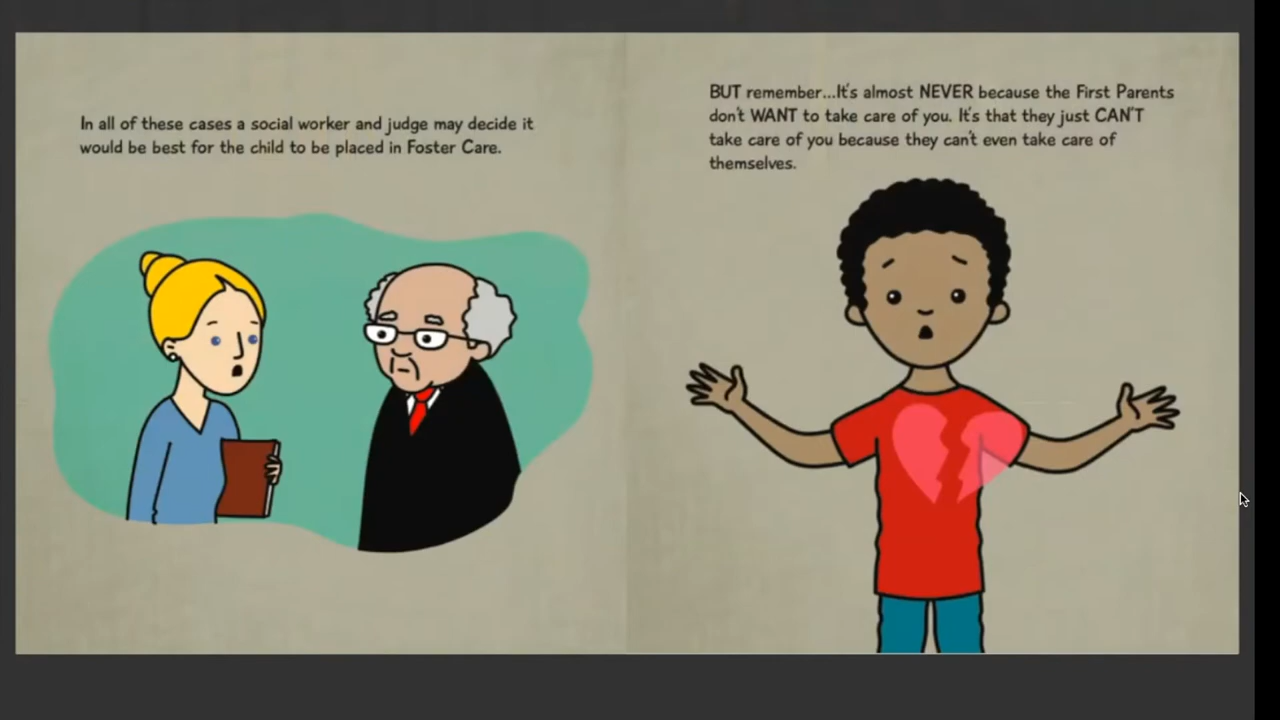 In all of these cases a social worker and judge may decide it
would be best for the child to be placed in Foster Care.
BUT remember...It's almost NEVER because the First Parents
don't WANT to take care of you. It's that they just CAN'T
take care of you because they can't even take care of
themselves.